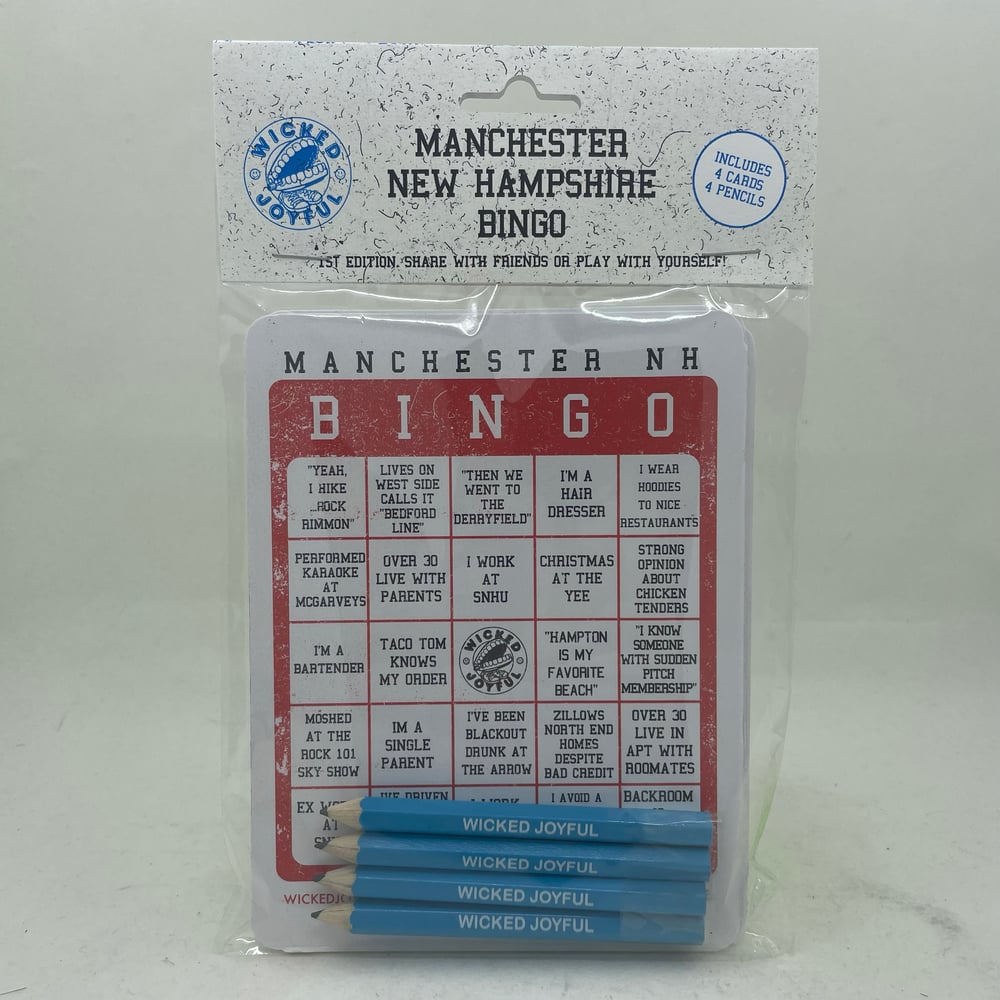 WICKED
JOYFUL
MANCHESTER
NEW HAMPSHIRE
BINGO
INCLUDES
4 CARDS
4 PENCILS
1ST EDITION. SHARE WITH FRIENDS OR PLAY WITH YOURSELF!
MANCHESTER NH
BINGO
"YEAH,
I HIKE
...ROCK
RIMMON"
LIVES ON
WEST SIDE
CALLS IT
"BEDFORD
LINE"
"THEN WE
WENT TO
THE
DERRYFIELD"
I'M A
HAIR
DRESSER
I WEAR
HOODIES
TO NICE
RESTAURANTS
PERFORMED
KARAOKE
AT
MCGARVEYS
OVER 30
LIVE WITH
PARENTS
I WORK
AT
SNHU
CHRISTMAS
AT THE
YEE
STRONG
OPINION
ABOUT
CHICKEN
TENDERS
I'M A
BARTENDER
TACO TOM
KNOWS
MY ORDER
WICKED
JOYFUL
"HAMPTON
IS MY
FAVORITE
BEACH"
"I KNOW
SOMEONE
WITH SUDDEN
PITCH
MEMBERSHIP"
MOSHED
AT THE
ROCK 101
SKY SHOW
IM A
SINGLE
PARENT
I'VE BEEN
BLACKOUT
DRUNK AT
THE ARROW
ZILLOWS
NORTH END
HOMES
DESPITE
BAD CREDIT
OVER 30
LIVE IN
APT WITH
ROOMATES
EX
AT
IVE DRIVEN
I WORK
I AVOID A
BACKROOM
WICKED JOYFUL
WICKED JOYFUL
WICKED JOYFUL
WICKED JOYFUL